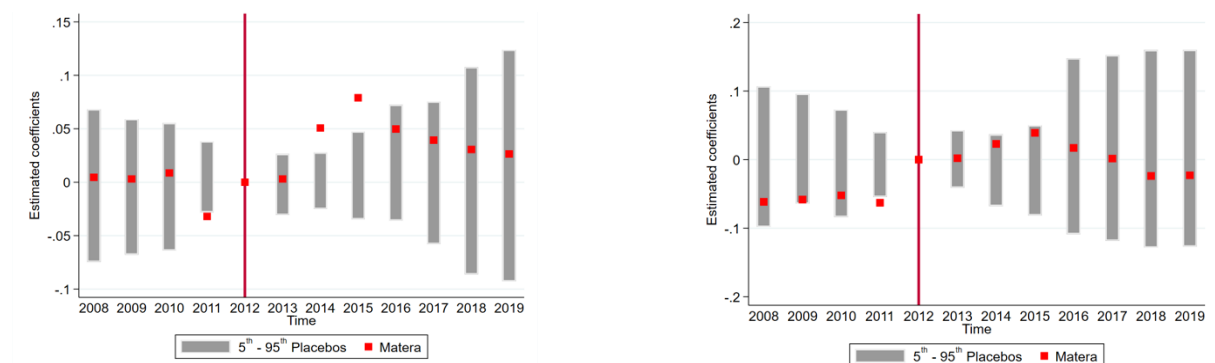 .15
.1
.05
0
-.05
-.1
Estimated coefficients
2008 2009 2010 2011 2012 2013 2014 2015 2016 2017 2018 2019
Time
5th - 95th Placebos Matera
.2
.1
0
-.1
-.2
Estimated coefficients
2008 2009 2010 2011 2012 2013 2014 2015 2016 2017 2018 2019
Time
5th - 95th Placebos Matera